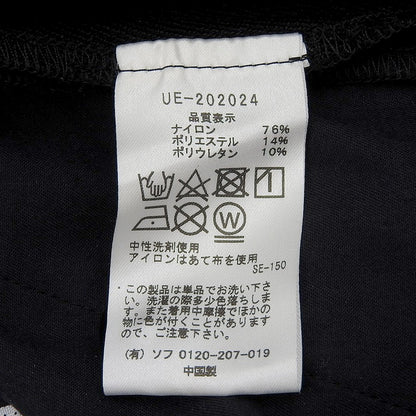 UE-202024
品質表示
ナイロン 76%
ポリエステル 14%
ポリウレタン 10%
W
中性洗剤使用
アイロンはあて布を使用
SE-150
・この製品は単品でお洗い下さ
い。洗濯の際多少色落ちしま
す。また着用中摩擦でほかの
物に色が付くことがあります
ので、ご注意下さい。
(有) ソフ 0120-207-019
中国製